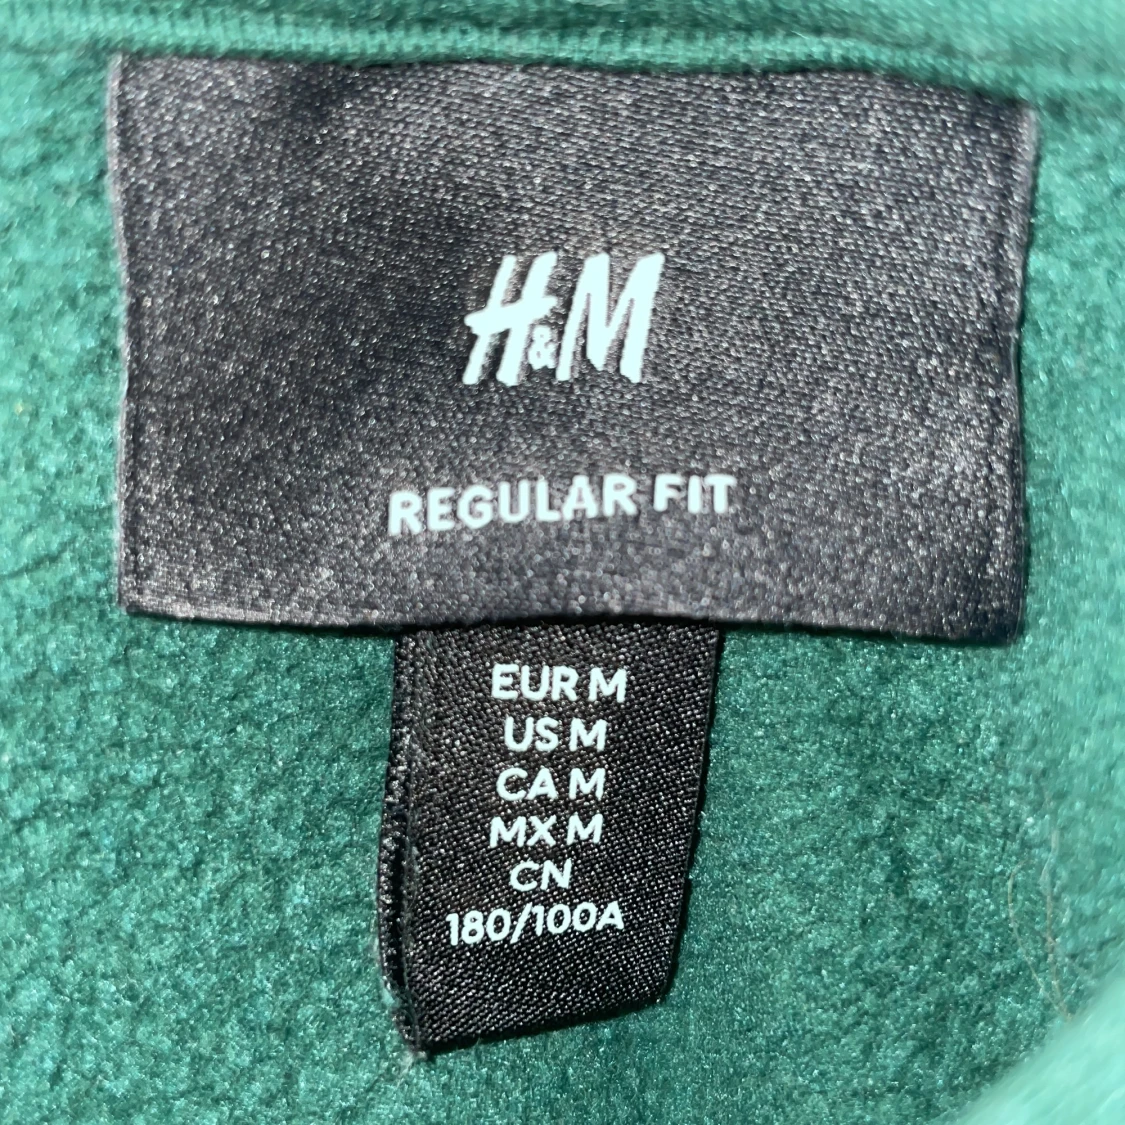 H&M
REGULAR FIT
EUR M
US M
CA M
MX M
CN
180/100A